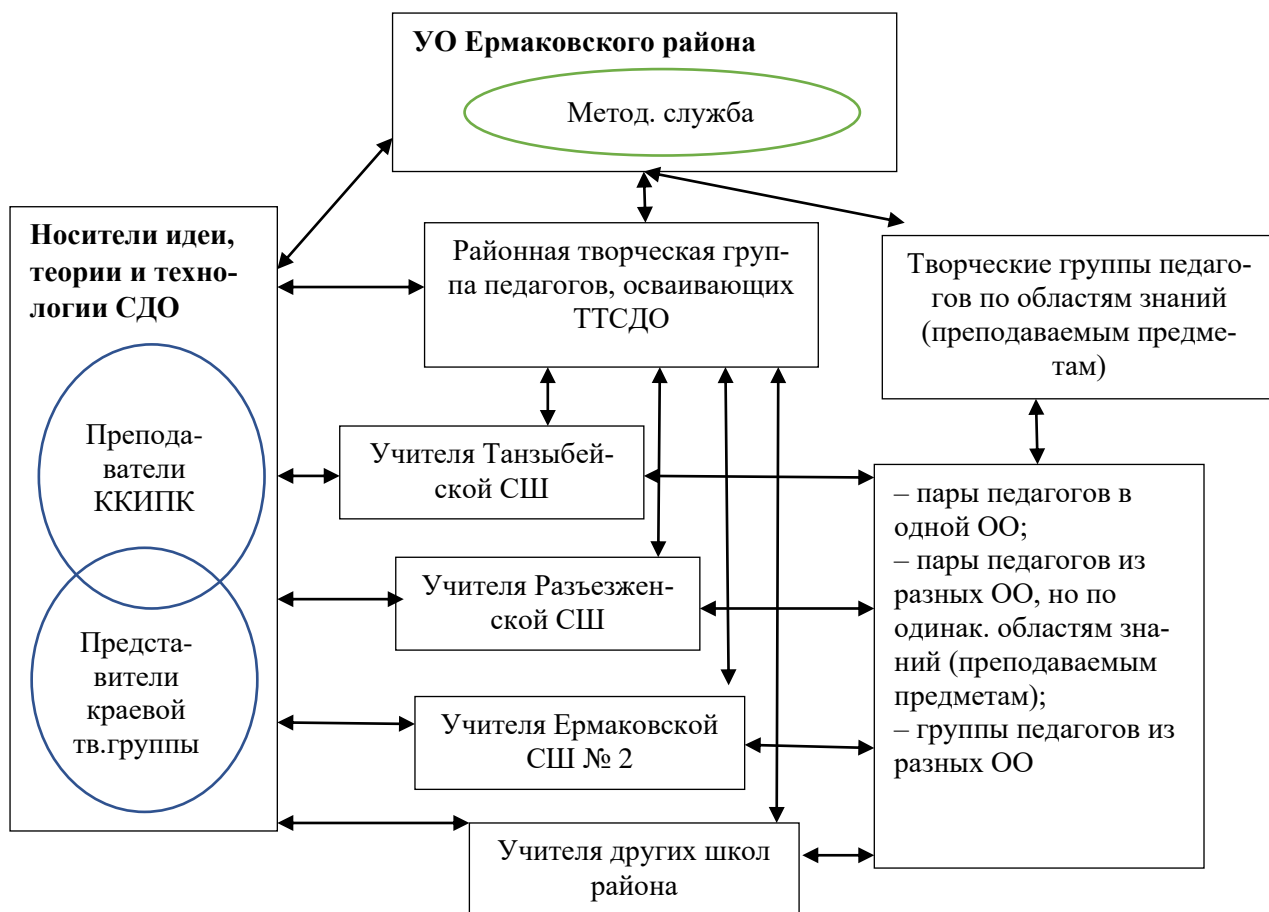 УО Ермаковского района
Метод. служба
Носители идеи,
теории и техно-
логии СДО
Препода-
ватели
ККИПК
Предста-
вители
краевой
тв.группы
Районная творческая груп-
па педагогов, осваивающих
ТТСДО
Творческие группы педаго-
гов по областям знаний
(преподаваемым предме-
там)
Учителя Танзыбей-
ской СШ
Учителя Разъезжен-
ской СШ
Учителя Ермаковской
СШ № 2
Учителя других школ
района
– пары педагогов в
одной ОО;
– пары педагогов из
разных ОО, но по
одинак. областям зна-
ний (преподаваемым
предметам);
– группы педагогов из
разных ОО